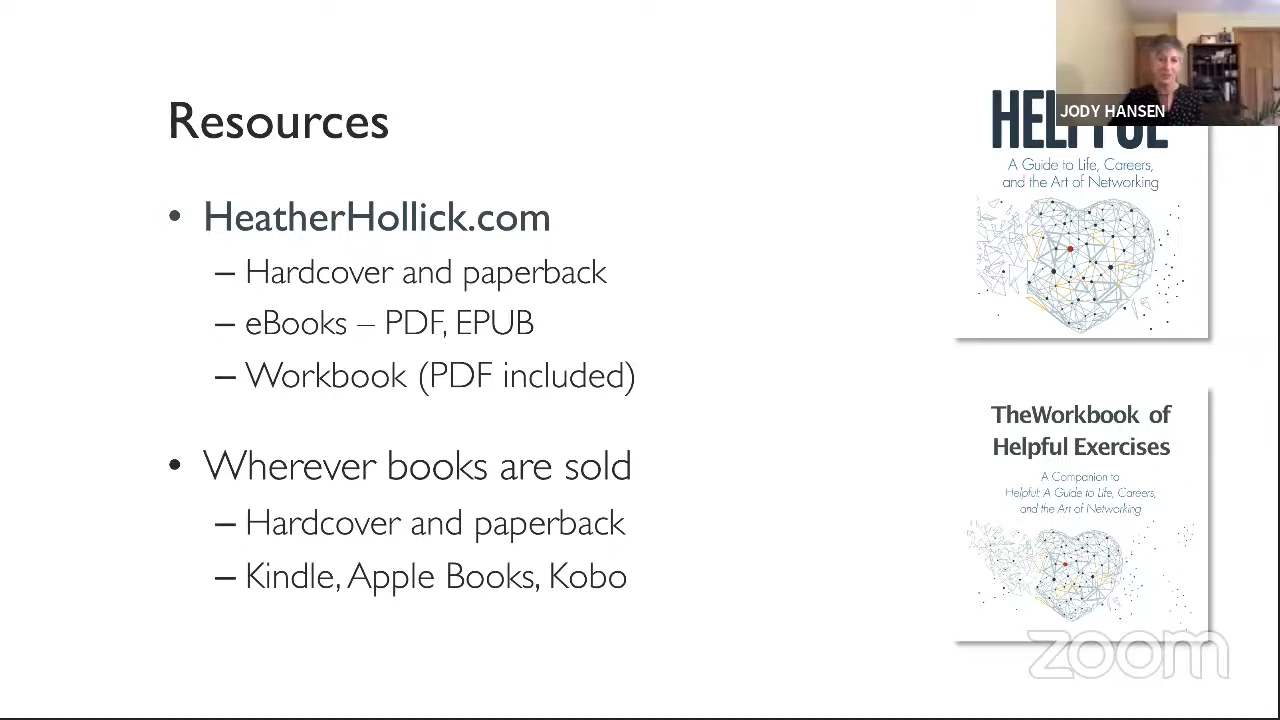 Resources
• HeatherHollick.com
– Hardcover and paperback
– eBooks – PDF, EPUB
– Workbook (PDF included)
• Wherever books are sold
– Hardcover and paperback
– Kindle, Apple Books, Kobo
JODY HANSEN
HELPFUL
A Guide to Life, Careers,
and the Art of Networking
TheWorkbook of
Helpful Exercises
A Companion to
Helpful: A Guide to Life, Careers,
and the Art of Networking
zoom